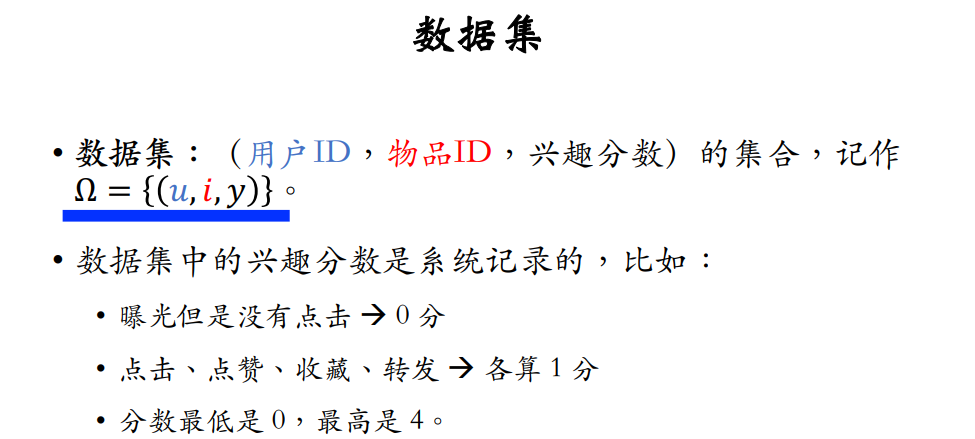 数据集
• 数据集：（用户ID，物品ID，兴趣分数）的集合，记作
Ω = {(u, i, y)}。
• 数据集中的兴趣分数是系统记录的，比如：
• 曝光但是没有点击 → 0 分
• 点击、点赞、收藏、转发 → 各算 1 分
• 分数最低是 0，最高是 4。